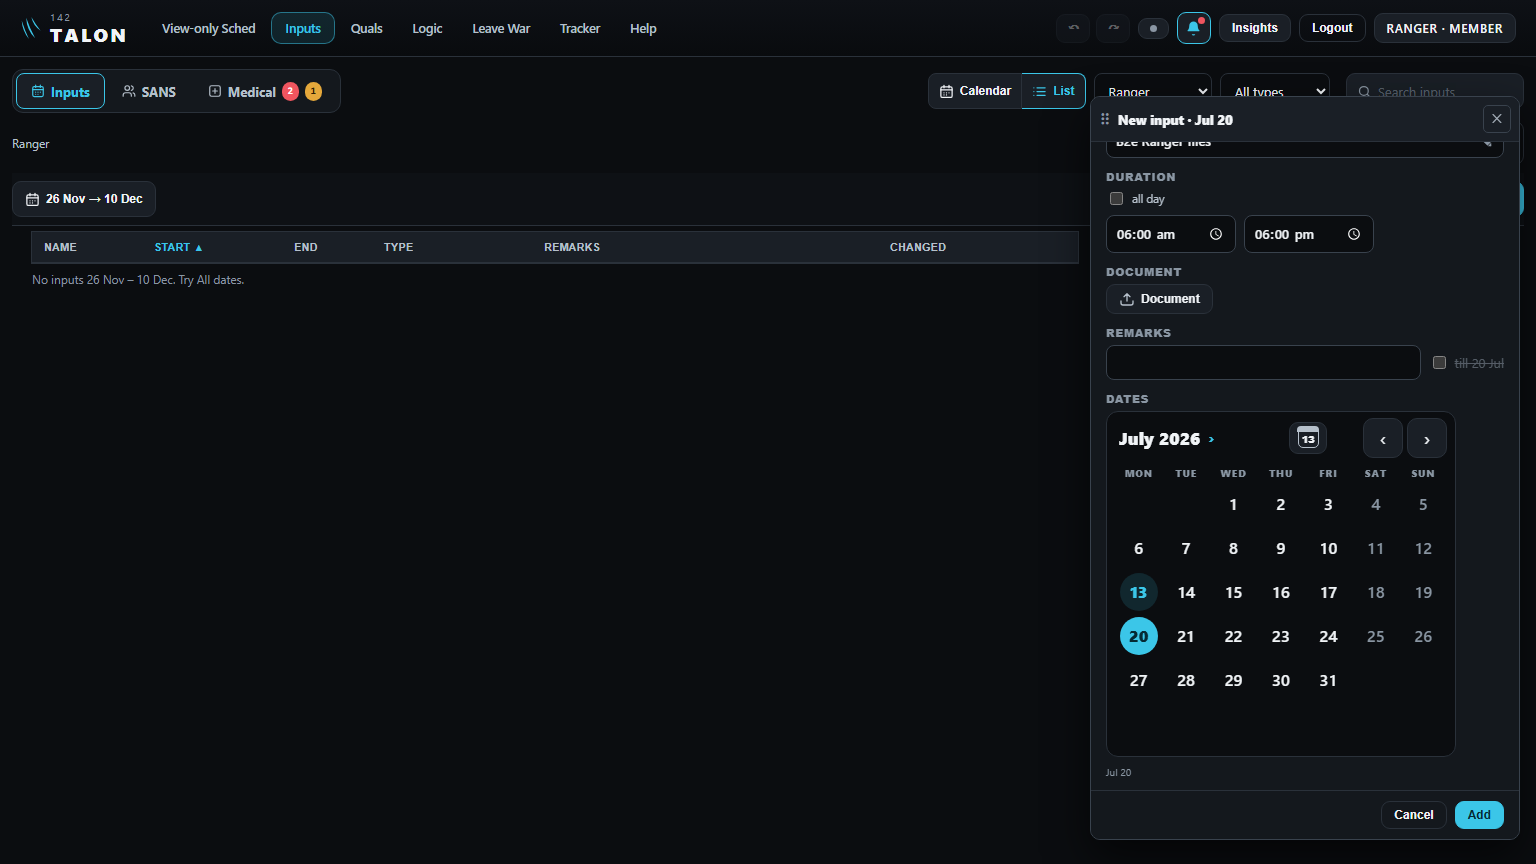 142
TALON
View-only Sched
Inputs
Quals
Logic
Leave War
Tracker
Help
Insights
Logout
RANGER · MEMBER
Inputs
SANS
Medical
2
1
Calendar
List
Ranger
All types
Search inputs
Ranger
26 Nov → 10 Dec
NAME
START ▲
END
TYPE
REMARKS
CHANGED
No inputs 26 Nov – 10 Dec. Try All dates.
New input · Jul 20
DURATION
all day
06:00 am
06:00 pm
DOCUMENT
Document
REMARKS
till 20 Jul
DATES
July 2026 ›
13
‹
›
MON TUE WED THU FRI SAT SUN
1 2 3 4 5
6 7 8 9 10 11 12
13 14 15 16 17 18 19
20 21 22 23 24 25 26
27 28 29 30 31
Jul 20
Cancel
Add